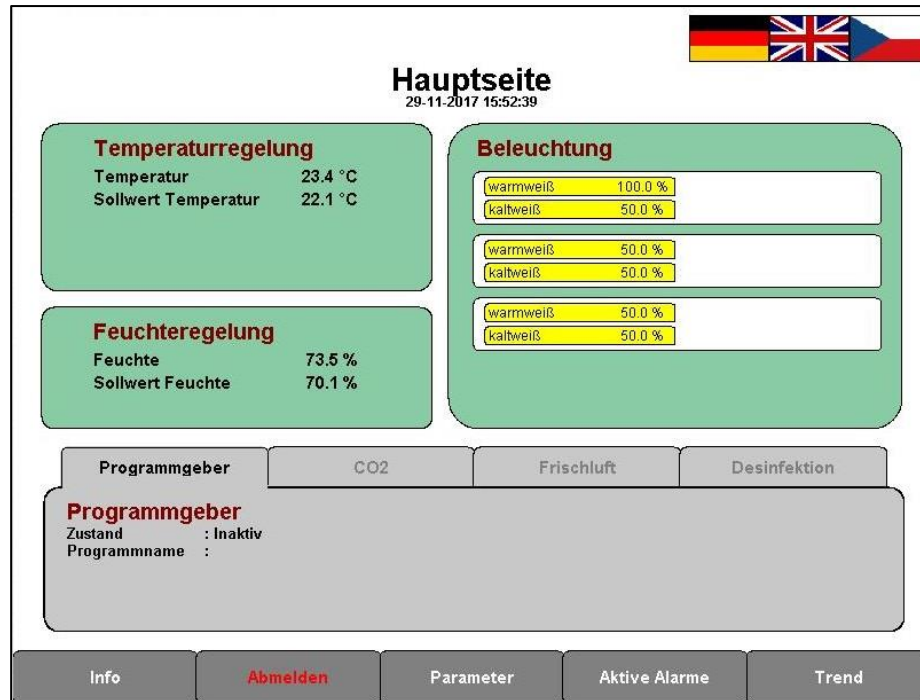 Hauptseite
29-11-2017 15:52:39
Temperaturregelung
Temperatur 23.4 °C
Sollwert Temperatur 22.1 °C
Feuchteregelung
Feuchte 73.5 %
Sollwert Feuchte 70.1 %
Beleuchtung
warmweiß 100.0 %
kaltweiß 50.0 %
warmweiß 50.0 %
kaltweiß 50.0 %
warmweiß 50.0 %
kaltweiß 50.0 %
Programmgeber CO2 Frischluft Desinfektion
Programmgeber
Zustand : Inaktiv
Programmname :
Info Abmelden Parameter Aktive Alarme Trend